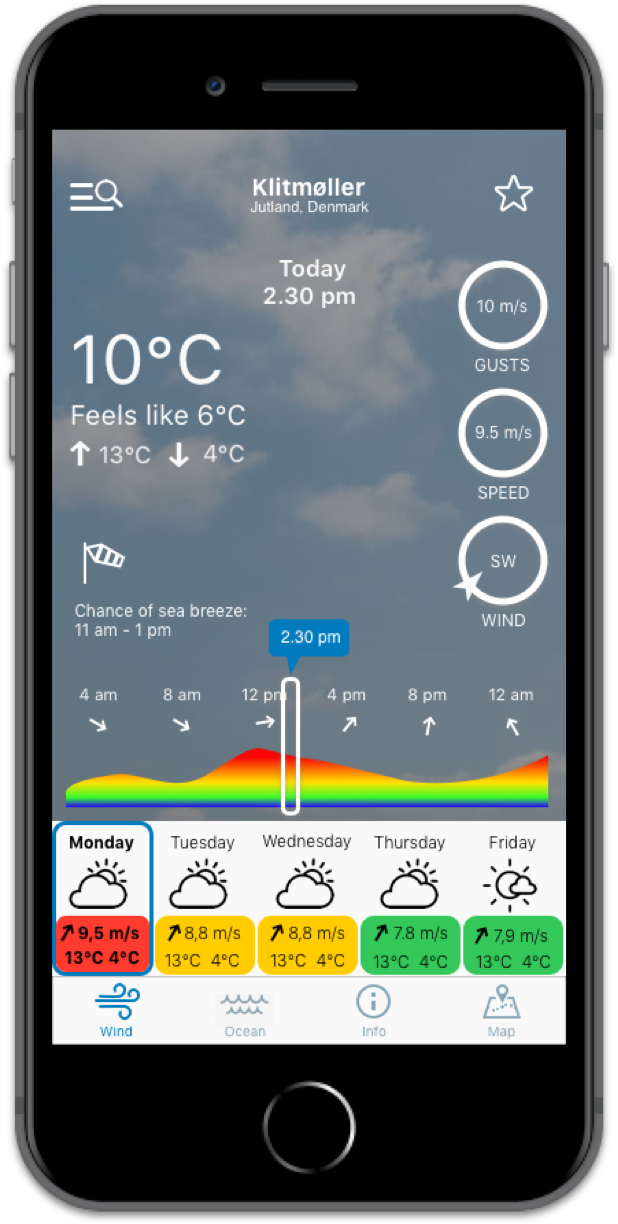 Klitmøller
Jutland, Denmark
Today
2.30 pm
10°C
Feels like 6°C
13°C 4°C
10 m/s
GUSTS
9.5 m/s
SPEED
SW
WIND
Chance of sea breeze:
11 am - 1 pm
2.30 pm
4 am 8 am 12 pm 4 pm 8 pm 12 am
Monday Tuesday Wednesday Thursday Friday
9,5 m/s 8,8 m/s 8,8 m/s 7.8 m/s 7,9 m/s
13°C 4°C 13°C 4°C 13°C 4°C 13°C 4°C 13°C 4°C
Wind Ocean Info Map